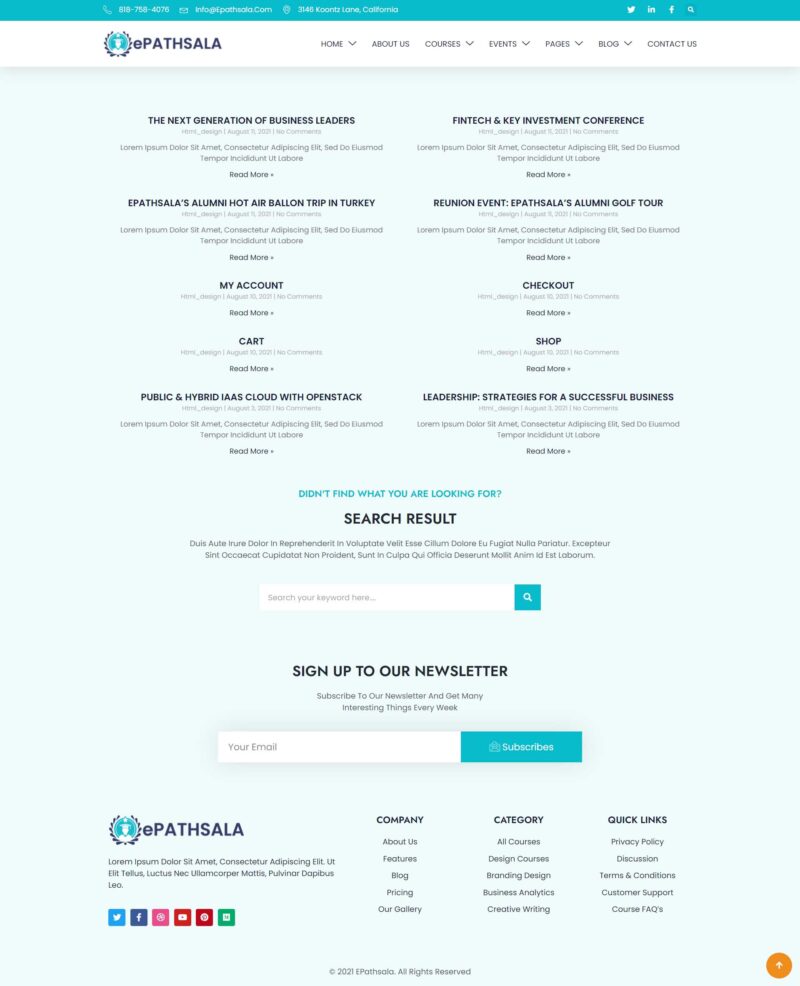 818-758-4076 Info@Epathsala.Com 3146 Koontz Lane, California
ePATHSALA
HOME ABOUT US COURSES EVENTS PAGES BLOG CONTACT US
THE NEXT GENERATION OF BUSINESS LEADERS
Html_design | August 11, 2021 | No Comments
Lorem Ipsum Dolor Sit Amet, Consectetur Adipiscing Elit, Sed Do Eiusmod
Tempor Incididunt Ut Labore
Read More »
FINTECH & KEY INVESTMENT CONFERENCE
Html_design | August 11, 2021 | No Comments
Lorem Ipsum Dolor Sit Amet, Consectetur Adipiscing Elit, Sed Do Eiusmod
Tempor Incididunt Ut Labore
Read More »
EPATHSALA'S ALUMNI HOT AIR BALLON TRIP IN TURKEY
Html_design | August 11, 2021 | No Comments
Lorem Ipsum Dolor Sit Amet, Consectetur Adipiscing Elit, Sed Do Eiusmod
Tempor Incididunt Ut Labore
Read More »
REUNION EVENT: EPATHSALA'S ALUMNI GOLF TOUR
Html_design | August 11, 2021 | No Comments
Lorem Ipsum Dolor Sit Amet, Consectetur Adipiscing Elit, Sed Do Eiusmod
Tempor Incididunt Ut Labore
Read More »
MY ACCOUNT
Html_design | August 10, 2021 | No Comments
Read More »
CHECKOUT
Html_design | August 10, 2021 | No Comments
Read More »
CART
Html_design | August 10, 2021 | No Comments
Read More »
SHOP
Html_design | August 10, 2021 | No Comments
Read More »
PUBLIC & HYBRID IAAS CLOUD WITH OPENSTACK
Html_design | August 3, 2021 | No Comments
Lorem Ipsum Dolor Sit Amet, Consectetur Adipiscing Elit, Sed Do Eiusmod
Tempor Incididunt Ut Labore
Read More »
LEADERSHIP: STRATEGIES FOR A SUCCESSFUL BUSINESS
Html_design | August 3, 2021 | No Comments
Lorem Ipsum Dolor Sit Amet, Consectetur Adipiscing Elit, Sed Do Eiusmod
Tempor Incididunt Ut Labore
Read More »
DIDN'T FIND WHAT YOU ARE LOOKING FOR?
SEARCH RESULT
Duis Aute Irure Dolor In Reprehenderit In Voluptate Velit Esse Cillum Dolore Eu Fugiat Nulla Pariatur. Excepteur
Sint Occaecat Cupidatat Non Proident, Sunt In Culpa Qui Officia Deserunt Mollit Anim Id Est Laborum.
Search your keyword here....
SIGN UP TO OUR NEWSLETTER
Subscribe To Our Newsletter And Get Many
Interesting Things Every Week
Your Email
Subscribes
ePATHSALA
Lorem Ipsum Dolor Sit Amet, Consectetur Adipiscing Elit. Ut
Elit Tellus, Luctus Nec Ullamcorper Mattis, Pulvinar Dapibus
Leo.
COMPANY
About Us
Features
Blog
Pricing
Our Gallery
CATEGORY
All Courses
Design Courses
Branding Design
Business Analytics
Creative Writing
QUICK LINKS
Privacy Policy
Discussion
Terms & Conditions
Customer Support
Course FAQ's
© 2021 EPathsala. All Rights Reserved